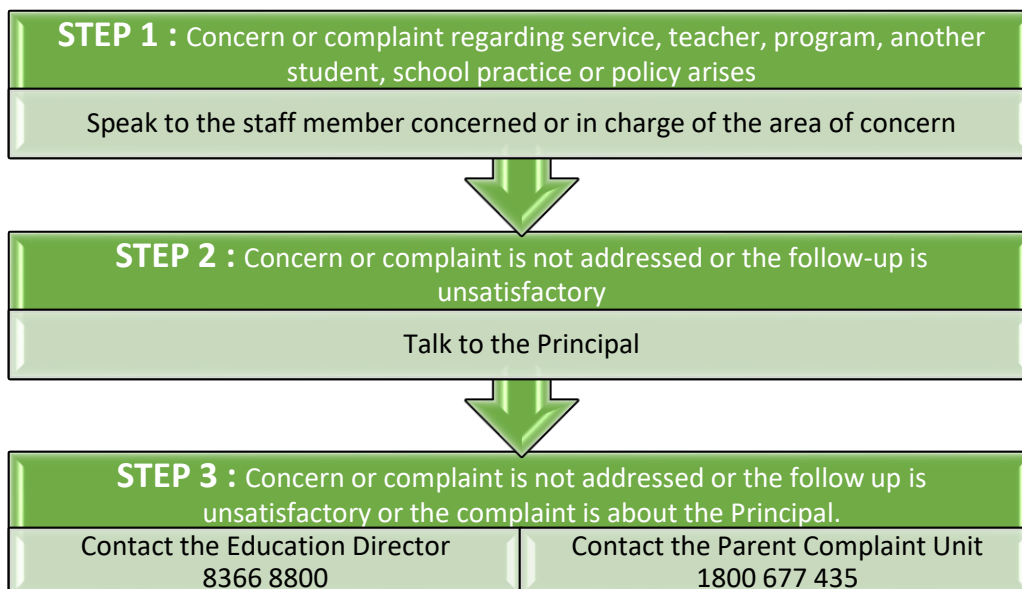 STEP 1 : Concern or complaint regarding service, teacher, program, another
student, school practice or policy arises
Speak to the staff member concerned or in charge of the area of concern
STEP 2 : Concern or complaint is not addressed or the follow-up is
unsatisfactory
Talk to the Principal
STEP 3 : Concern or complaint is not addressed or the follow up is
unsatisfactory or the complaint is about the Principal.
Contact the Education Director
8366 8800
Contact the Parent Complaint Unit
1800 677 435